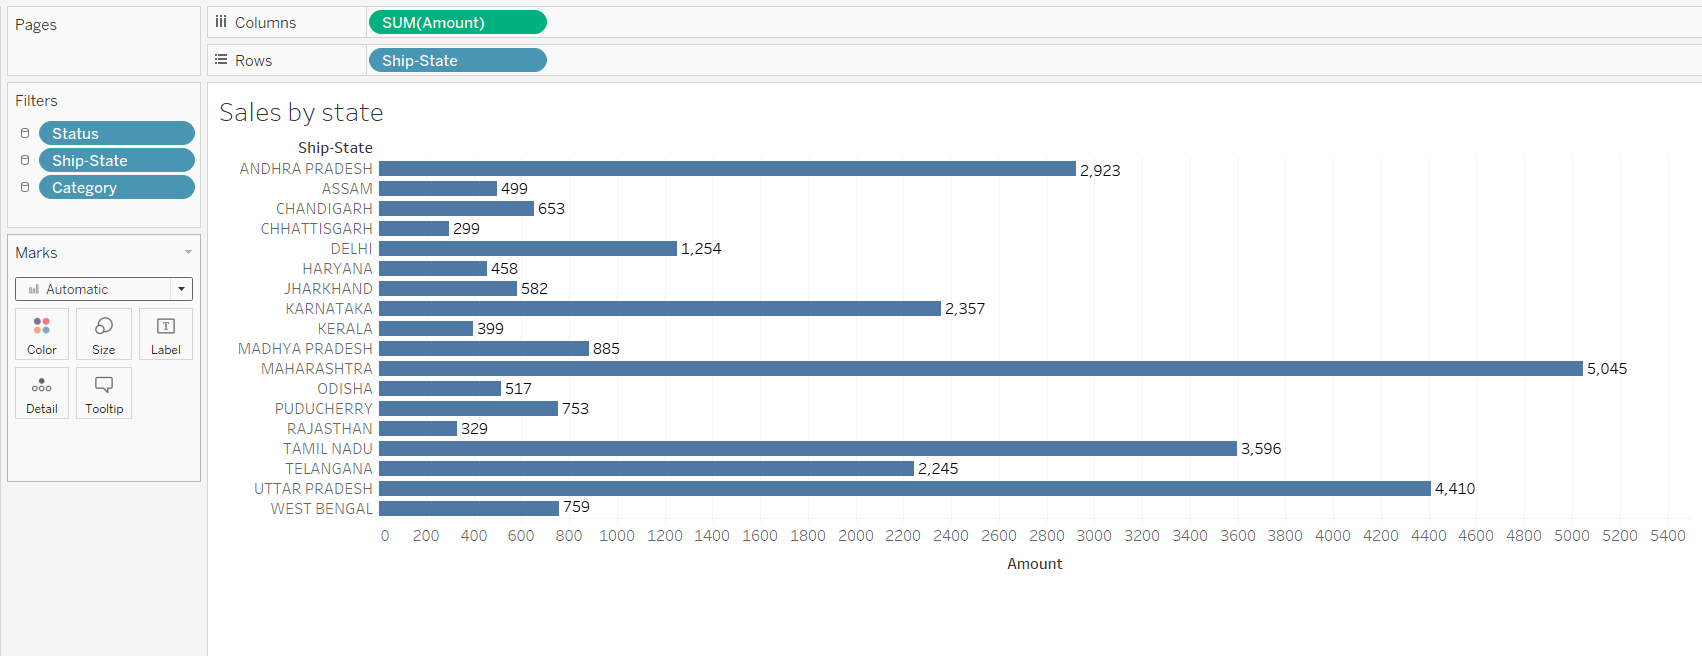 Pages
Columns SUM(Amount)
Rows Ship-State
Filters
Status
Ship-State
Category
Marks
Automatic
Color Size Label
Detail Tooltip
Sales by state
Ship-State
ANDHRA PRADESH 2,923
ASSAM 499
CHANDIGARH 653
CHHATTISGARH 299
DELHI 1,254
HARYANA 458
JHARKHAND 582
KARNATAKA 2,357
KERALA 399
MADHYA PRADESH 885
MAHARASHTRA 5,045
ODISHA 517
PUDUCHERRY 753
RAJASTHAN 329
TAMIL NADU 3,596
TELANGANA 2,245
UTTAR PRADESH 4,410
WEST BENGAL 759
0 200 400 600 800 1000 1200 1400 1600 1800 2000 2200 2400 2600 2800 3000 3200 3400 3600 3800 4000 4200 4400 4600 4800 5000 5200 5400
Amount